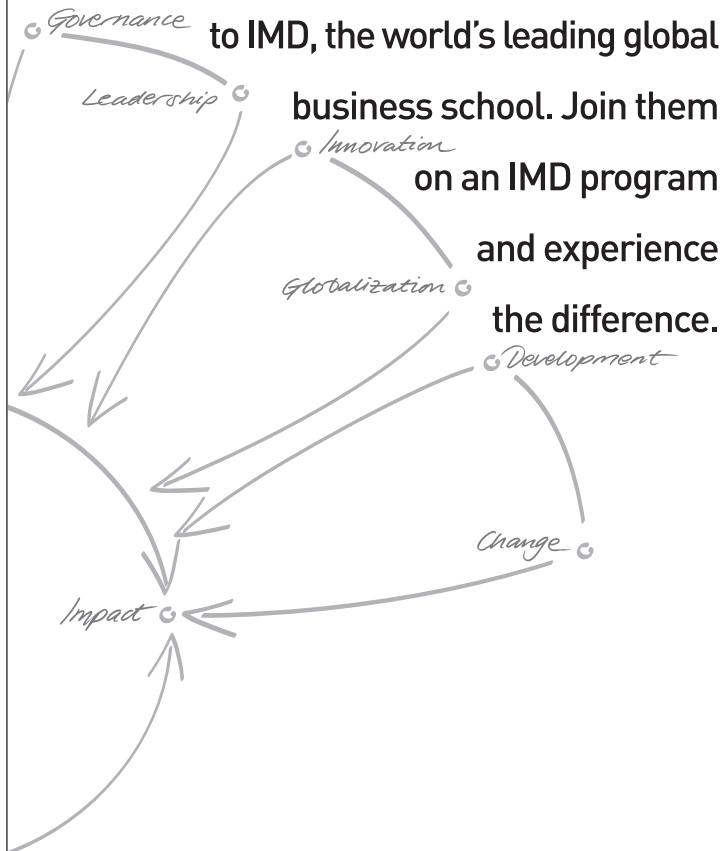 Governance
to IMD, the world's leading global
Leadership
business school. Join them
Innovation
on an IMD program
and experience
Globalization
the difference.
Development
Change
Impact